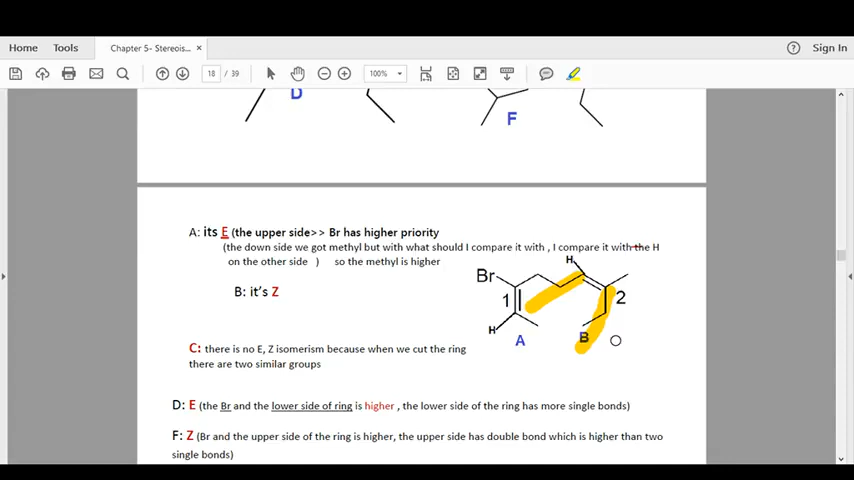 Home Tools Chapter 5- Stereois... × ? Sign In
18 / 39 100%
D
F
A: its E (the upper side>> Br has higher priority
(the down side we got methyl but with what should I compare it with , I compare it with the H
on the other side ) so the methyl is higher
H
Br
B: it's Z
1 2
H
A B
C: there is no E, Z isomerism because when we cut the ring
there are two similar groups
D: E (the Br and the lower side of ring is higher , the lower side of the ring has more single bonds)
F: Z (Br and the upper side of the ring is higher, the upper side has double bond which is higher than two
single bonds)